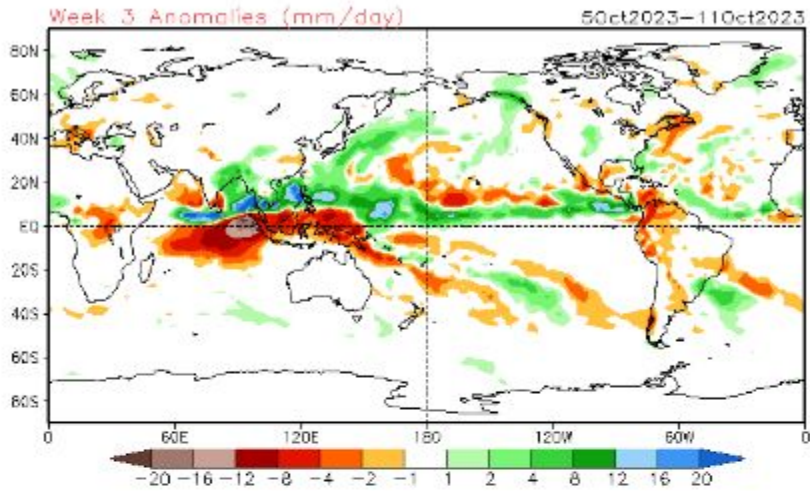 Week 3 Anomalies (mm/day) 5Oct2023-11Oct2023
80N
60N
40N
20N
EQ
20S
40S
60S
80S
0 60E 120E 180 120W 60W 0
-20 -16 -12 -8 -4 -2 -1 1 2 4 8 12 16 20